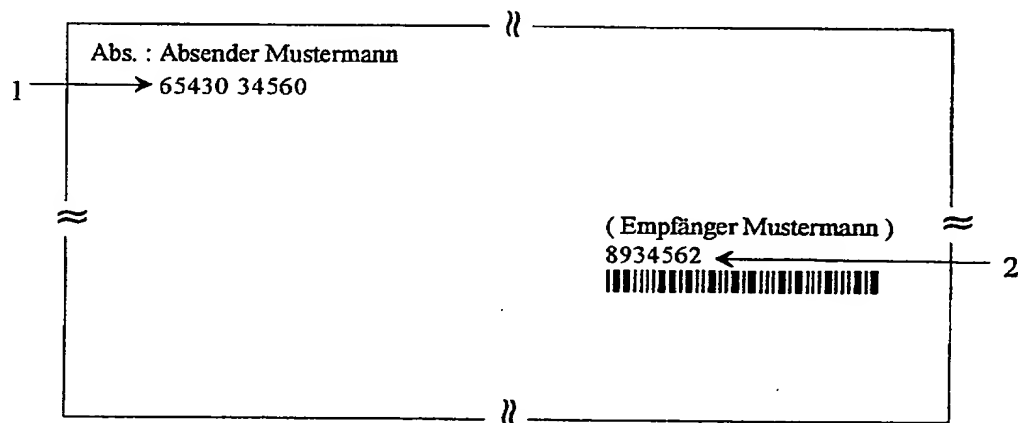 Abs. : Absender Mustermann
1
65430 34560
( Empfänger Mustermann )
8934562
2